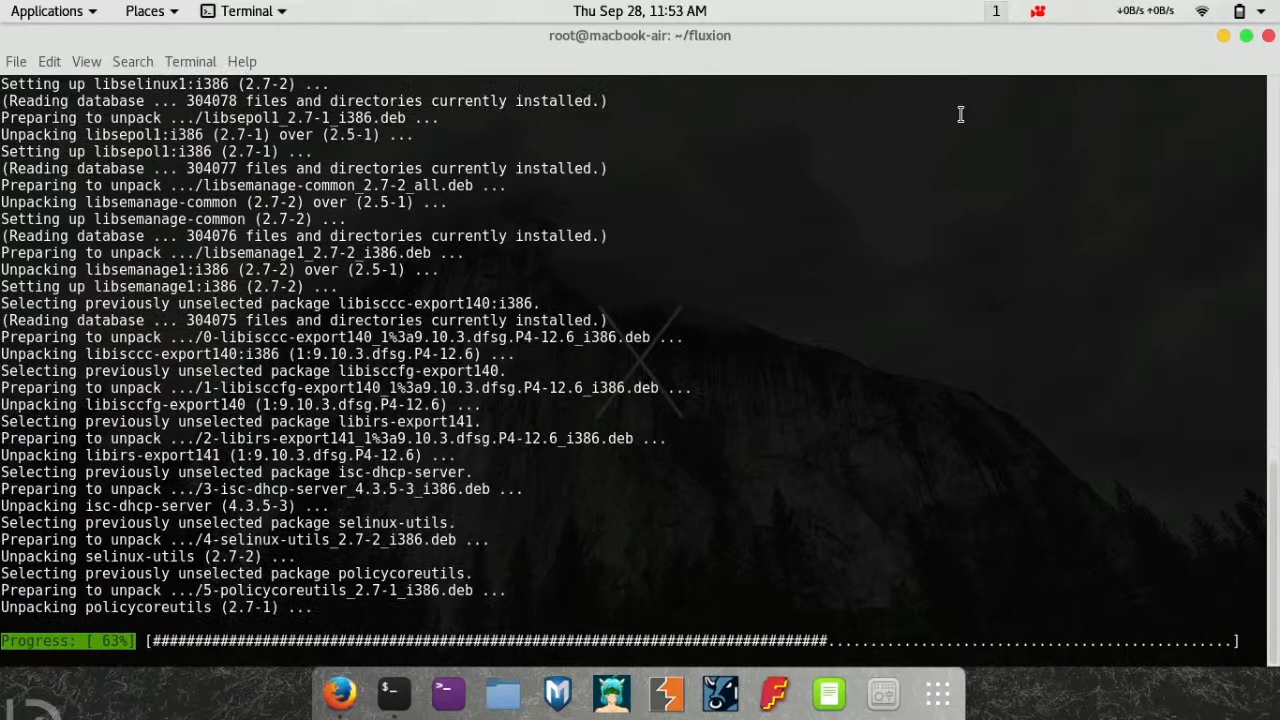 Applications Places Terminal Thu Sep 28, 11:53 AM 1 ↓0B/s ↑0B/s
root@macbook-air: ~/fluxion
File Edit View Search Terminal Help
Setting up libselinux1:i386 (2.7-2) ...
(Reading database ... 304078 files and directories currently installed.)
Preparing to unpack .../libsepol1_2.7-1_i386.deb ...
Unpacking libsepol1:i386 (2.7-1) over (2.5-1) ...
Setting up libsepol1:i386 (2.7-1) ...
(Reading database ... 304077 files and directories currently installed.)
Preparing to unpack .../libsemanage-common_2.7-2_all.deb ...
Unpacking libsemanage-common (2.7-2) over (2.5-1) ...
Setting up libsemanage-common (2.7-2) ...
(Reading database ... 304076 files and directories currently installed.)
Preparing to unpack .../libsemanage1_2.7-2_i386.deb ...
Unpacking libsemanage1:i386 (2.7-2) over (2.5-1) ...
Setting up libsemanage1:i386 (2.7-2) ...
Selecting previously unselected package libisccc-export140:i386.
(Reading database ... 304075 files and directories currently installed.)
Preparing to unpack .../0-libisccc-export140_1%3a9.10.3.dfsg.P4-12.6_i386.deb ...
Unpacking libisccc-export140:i386 (1:9.10.3.dfsg.P4-12.6) ...
Selecting previously unselected package libisccfg-export140.
Preparing to unpack .../1-libisccfg-export140_1%3a9.10.3.dfsg.P4-12.6_i386.deb ...
Unpacking libisccfg-export140 (1:9.10.3.dfsg.P4-12.6) ...
Selecting previously unselected package libirs-export141.
Preparing to unpack .../2-libirs-export141_1%3a9.10.3.dfsg.P4-12.6_i386.deb ...
Unpacking libirs-export141 (1:9.10.3.dfsg.P4-12.6) ...
Selecting previously unselected package isc-dhcp-server.
Preparing to unpack .../3-isc-dhcp-server_4.3.5-3_i386.deb ...
Unpacking isc-dhcp-server (4.3.5-3) ...
Selecting previously unselected package selinux-utils.
Preparing to unpack .../4-selinux-utils_2.7-2_i386.deb ...
Unpacking selinux-utils (2.7-2) ...
Selecting previously unselected package policycoreutils.
Preparing to unpack .../5-policycoreutils_2.7-1_i386.deb ...
Unpacking policycoreutils (2.7-1) ...
Progress: [ 63%] [################################################################################................................................]